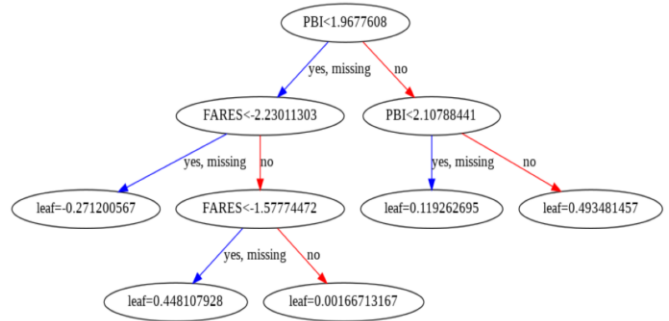 PBI<1.9677608
yes, missing
no
FARES<-2.23011303
PBI<2.10788441
yes, missing
no
yes, missing
no
leaf=-0.271200567
FARES<-1.57774472
leaf=0.119262695
leaf=0.493481457
yes, missing
no
leaf=0.448107928
leaf=0.00166713167